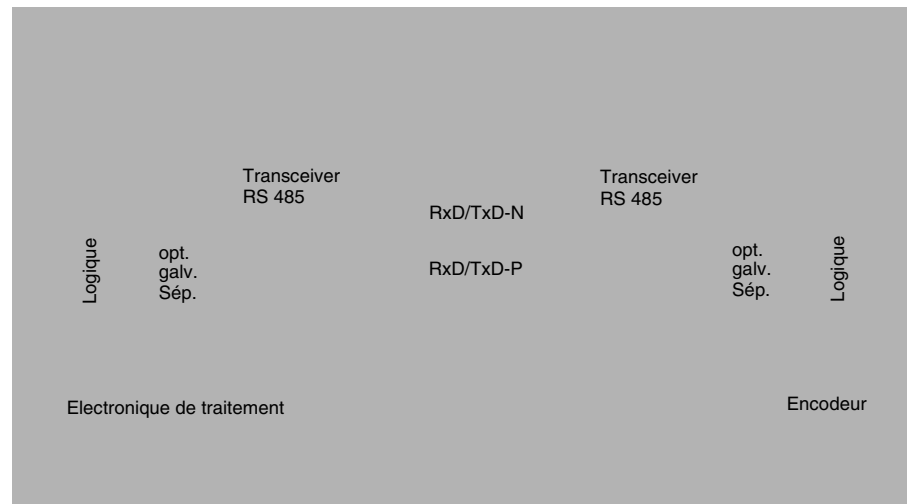 Transceiver
RS 485
Transceiver
RS 485
RxD/TxD-N
RxD/TxD-P
Logique
opt.
galv.
Sép.
opt.
galv.
Sép.
Logique
Electronique de traitement
Encodeur